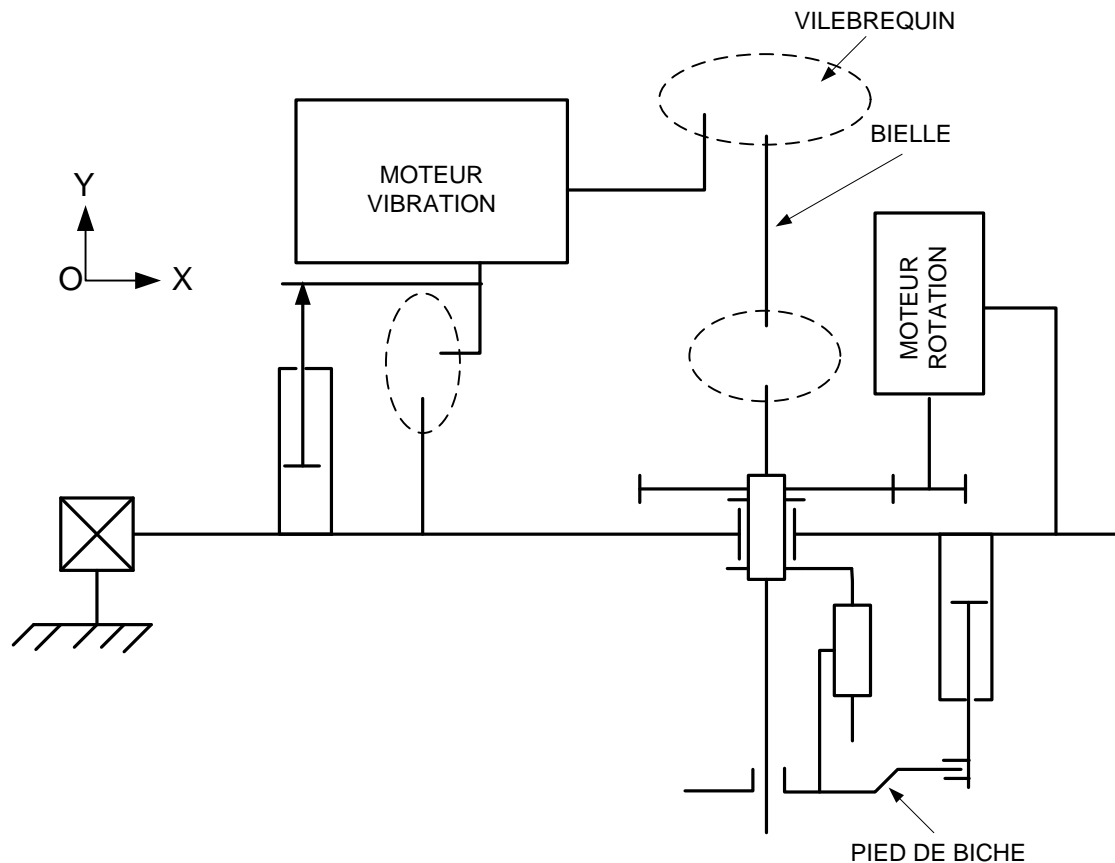 VILEBREQUIN
BIELLE
MOTEUR
VIBRATION
Y
O
X
MOTEUR
ROTATION
PIED DE BICHE